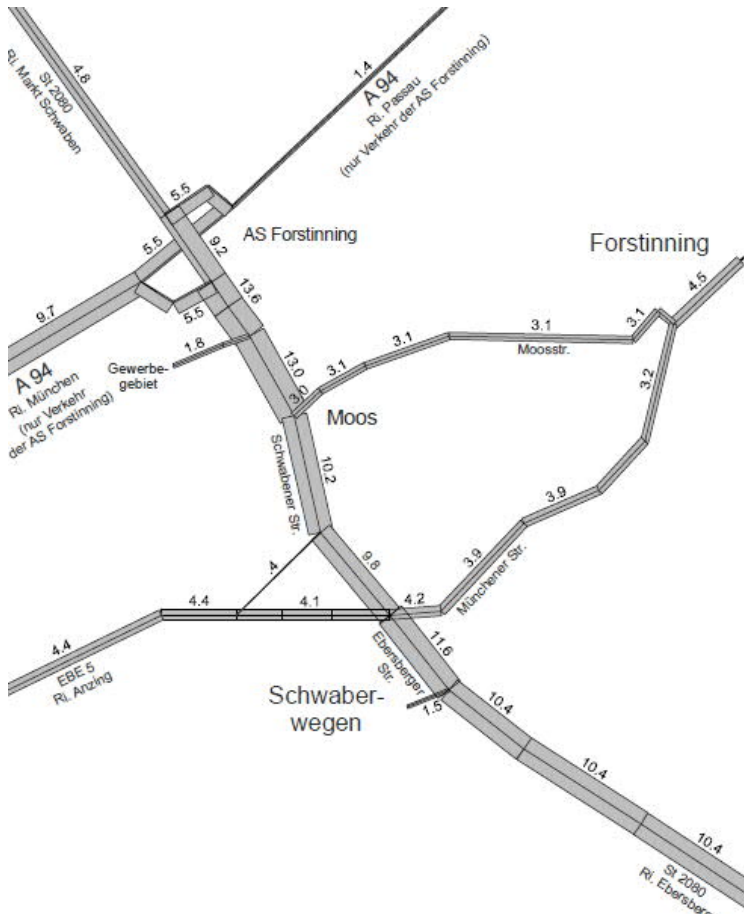 4.8
St 2080
Ri. Markt Schwaben
1.4
A 94
Ri. Passau
(nur Verkehr der AS Forstinning)
5.5
AS Forstinning
5.5
9.2
Forstinning
4.5
9.7
13.6
5.5
3.1
3.1
3.1
Moosstr.
1.8
A 94
Ri. München
(nur Verkehr
der AS Forstinning)
Gewerbe-
gebiet
13.0
3.1
3.0
Moos
3.2
Schwabener Str.
10.2
3.9
3.9
Münchener Str.
.4
9.8
4.4
4.1
4.2
4.4
EBE 5
Ri. Anzing
11.6
Ebersberger
Str.
Schwaber-
wegen
1.5
10.4
10.4
10.4
St 2080